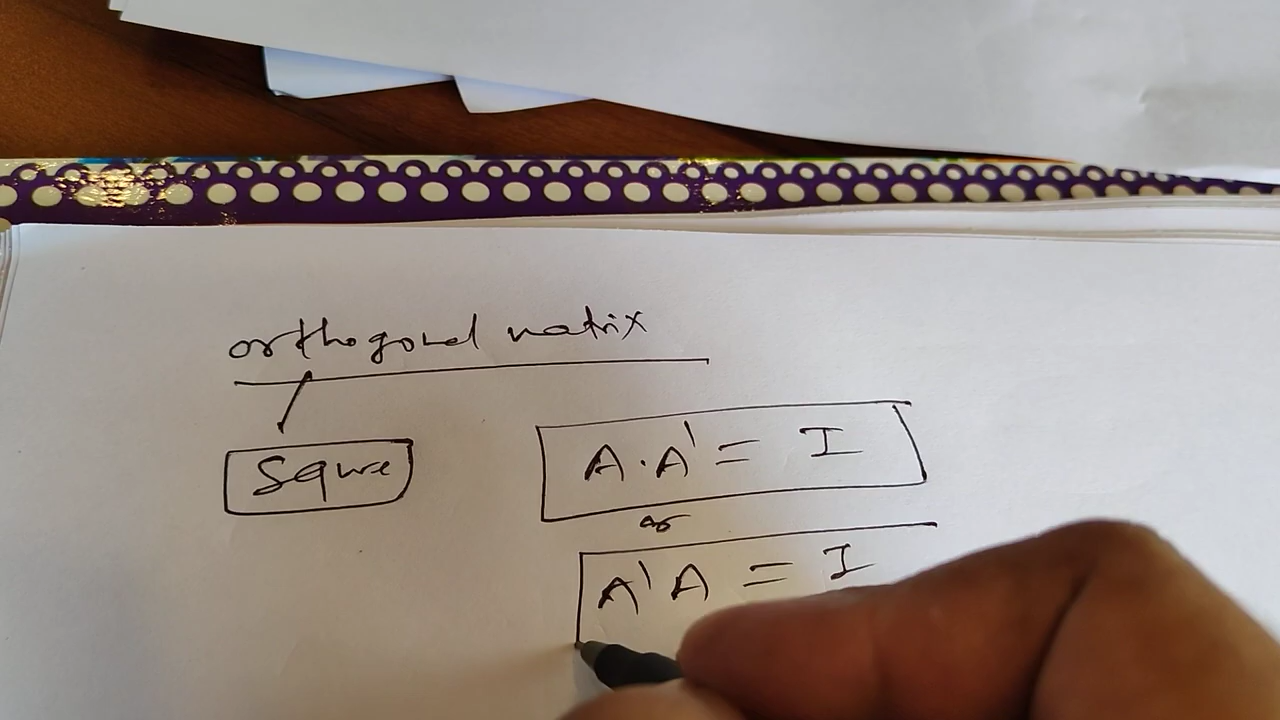 orthogonal matrix
Square
A·A' = I
or
A'A = I